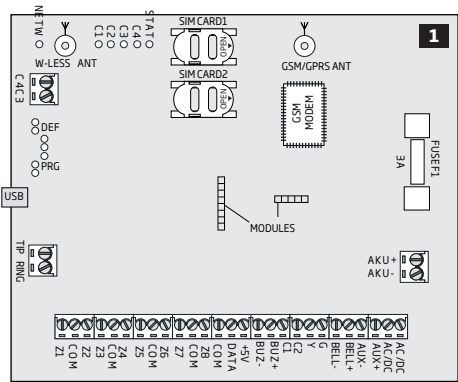 NETW
C1
C2
C3
C4
STAT
SIM CARD1
OPEN
1
W-LESS ANT
GSM/GPRS ANT
SIM CARD2
OPEN
C4 C3
GSM MODEM
DEF
FUSE F1
3A
PRG
USB
MODULES
TIP RING
AKU+
AKU-
Z1
COM
Z2
Z3
COM
Z4
Z5
COM
Z6
Z7
COM
Z8
COM
DATA
+5V
BUZ-
BUZ+
C1
C2
Y
G
BELL-
BELL+
AUX-
AUX+
AC/DC
AC/DC